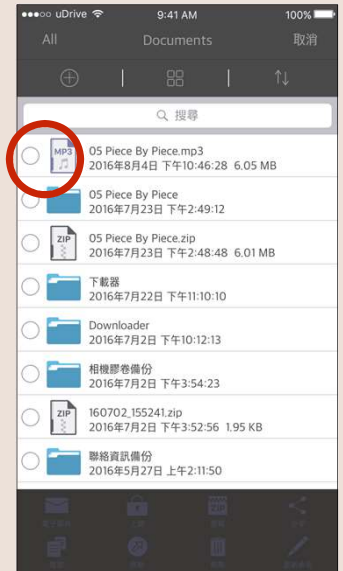 uDrive 9:41 AM 100%
All Documents 取消
搜尋
MP3
05 Piece By Piece.mp3
2016年8月4日 下午10:46:28 6.05 MB
05 Piece By Piece
2016年7月23日 下午2:49:12
ZIP
05 Piece By Piece.zip
2016年7月23日 下午2:48:48 6.01 MB
下載器
2016年7月22日 下午11:10:10
Downloader
2016年7月2日 下午10:12:13
相機膠卷備份
2016年7月2日 下午3:54:23
ZIP
160702_155241.zip
2016年7月2日 下午3:52:56 1.95 KB
聯絡資訊備份
2016年5月27日 上午2:11:50
ZIP